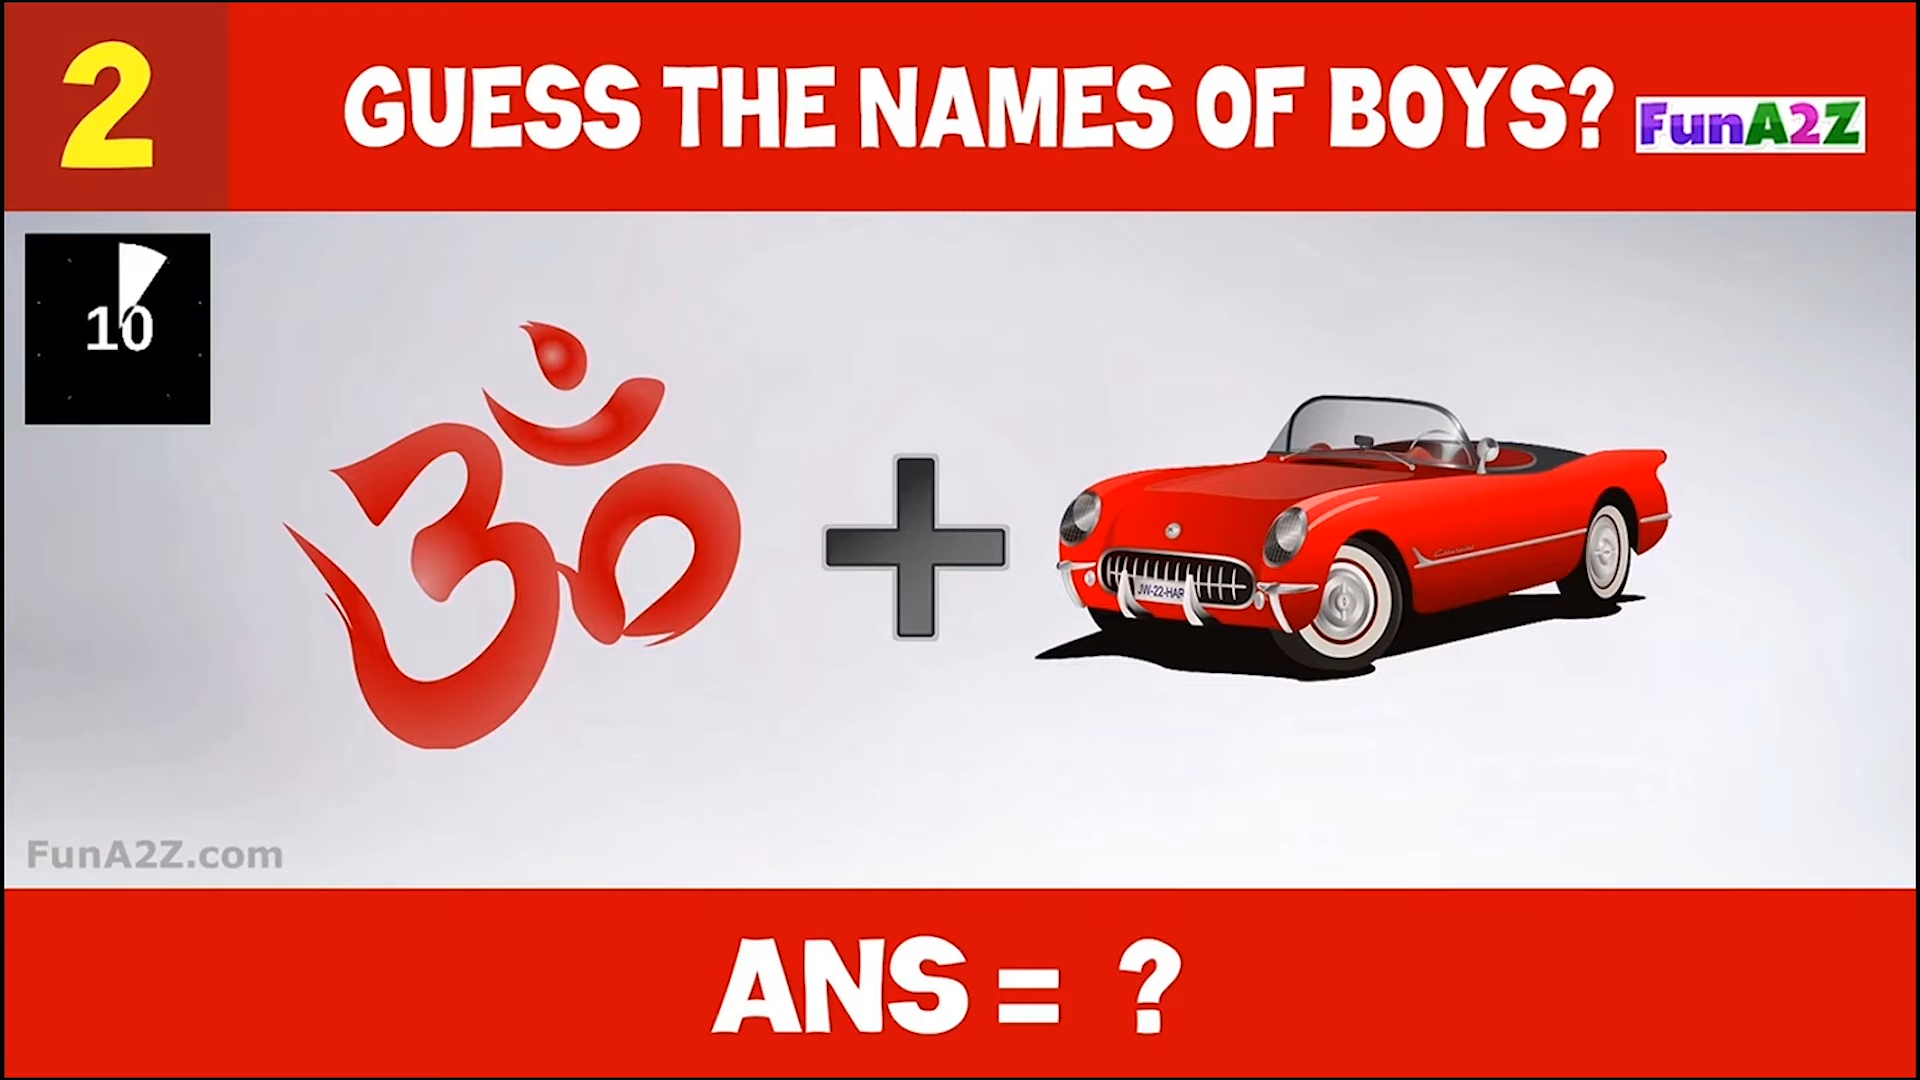 2
GUESS THE NAMES OF BOYS?
FunA2Z
10
ॐ
JW-22-HAR
FunA2Z.com
ANS = ?